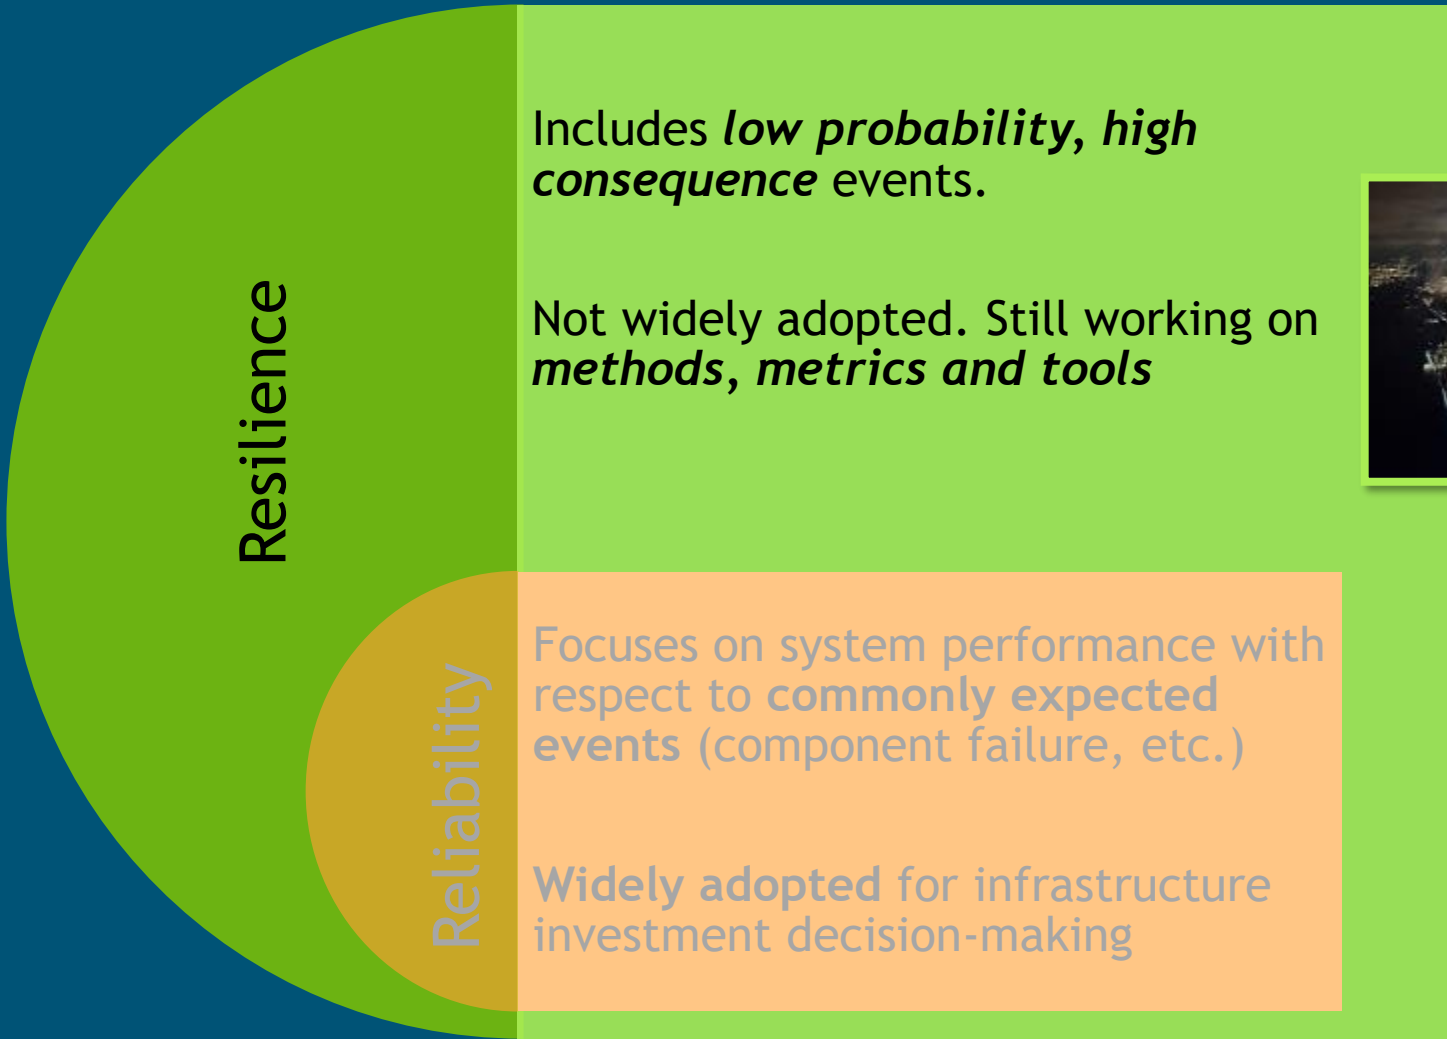 Resilience
Includes low probability, high
consequence events.
Not widely adopted. Still working on
methods, metrics and tools
Reliability
Focuses on system performance with
respect to commonly expected
events (component failure, etc.)
Widely adopted for infrastructure
investment decision-making